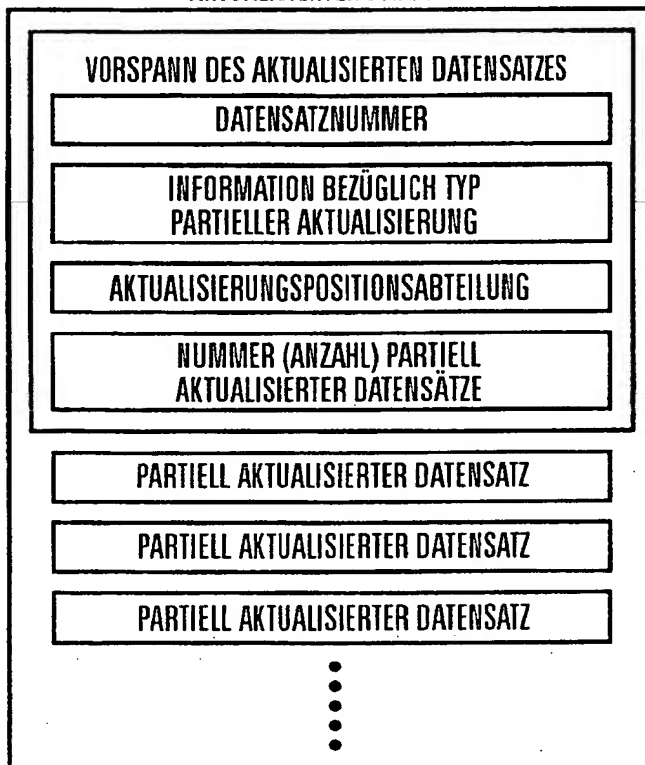 VORSPANN DES AKTUALISIERTEN DATENSATZES
DATENSATZNUMMER
INFORMATION BEZÜGLICH TYP
PARTIELLER AKTUALISIERUNG
AKTUALISIERUNGSPOSITIONSABTEILUNG
NUMMER (ANZAHL) PARTIELL
AKTUALISIERTER DATENSÄTZE
PARTIELL AKTUALISIERTER DATENSATZ
PARTIELL AKTUALISIERTER DATENSATZ
PARTIELL AKTUALISIERTER DATENSATZ